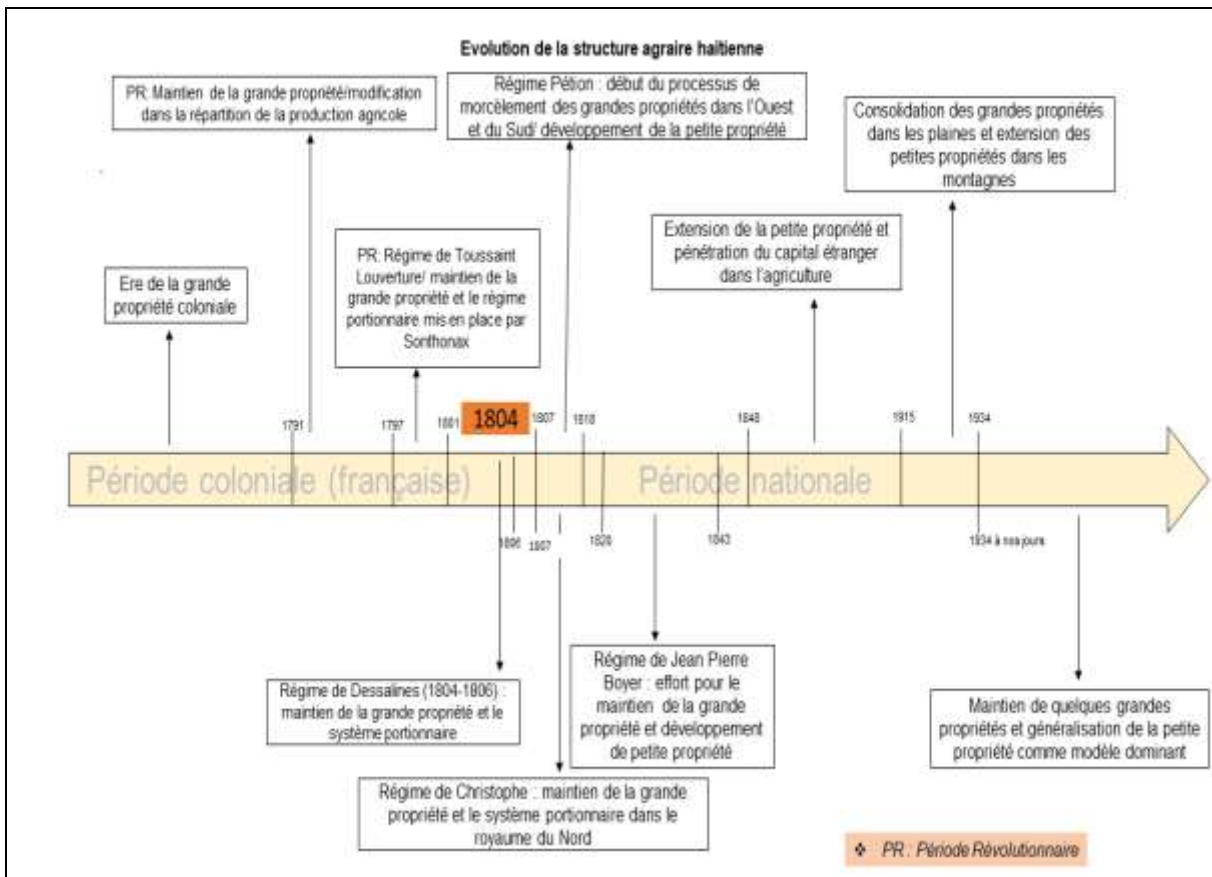 Evolution de la structure agraire haïtienne
PR: Maintien de la grande propriété/modification
dans la répartition de la production agricole
Régime Pétion : début du processus de
morcèlement des grandes propriétés dans l'Ouest
et du Sud/ développement de la petite propriété
Consolidation des grandes propriétés
dans les plaines et extension des
petites propriétés dans les
montagnes
Ere de la grande
propriété coloniale
PR: Régime de Toussaint
Louverture/ maintien de la
grande propriété et le régime
portionnaire mis en place par
Sonthonax
Extension de la petite propriété et
pénétration du capital étranger
dans l'agriculture
1791
1797
1801
1804
1807
1818
1848
1915
1934
Période coloniale (française)
Période nationale
1806
1807
1820
1843
1934 à nos jours
Régime de Dessalines (1804-1806) :
maintien de la grande propriété et le
système portionnaire
Régime de Jean Pierre
Boyer : effort pour le
maintien de la grande
propriété et développement
de petite propriété
Maintien de quelques grandes
propriétés et généralisation de la petite
propriété comme modèle dominant
Régime de Christophe : maintien de la grande
propriété et le système portionnaire dans le
royaume du Nord
❖ PR : Période Révolutionnaire